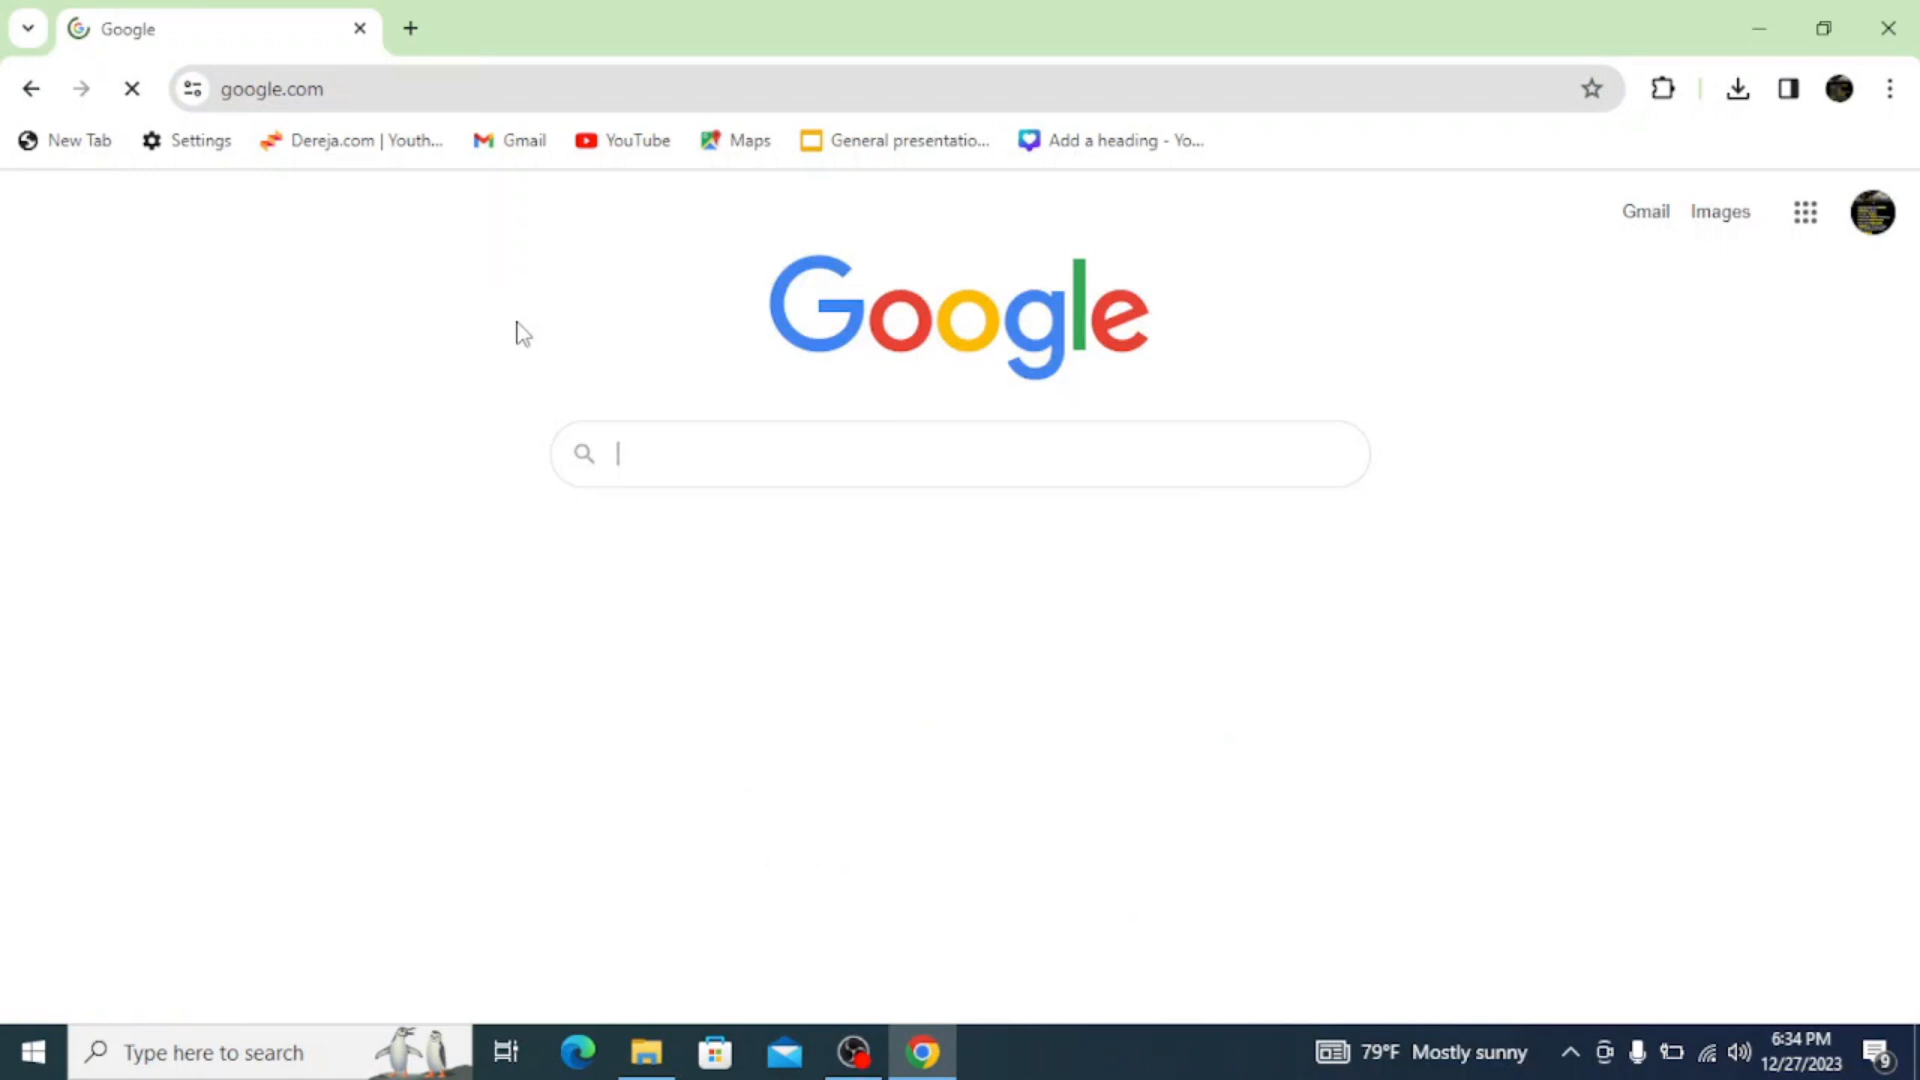 Google
google.com
New Tab
Settings
Dereja.com | Youth...
Gmail
YouTube
Maps
General presentatio...
Add a heading - Yo...
Gmail
Images
Google
Type here to search
79°F Mostly sunny
6:34 PM
12/27/2023
9